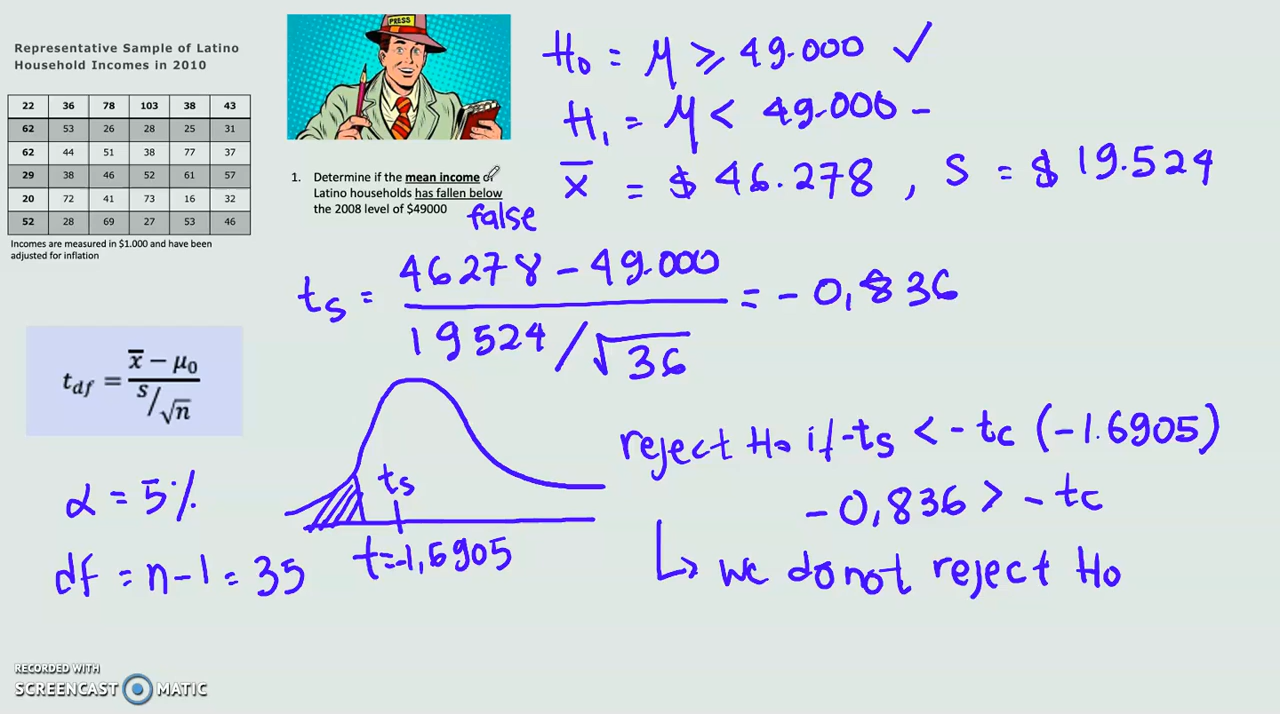 Representative Sample of Latino
Household Incomes in 2010
22 36 78 103 38 43
62 53 26 28 25 31
62 44 51 38 77 37
29 38 46 52 61 57
20 72 41 73 16 32
52 28 69 27 53 46
Incomes are measured in $1.000 and have been
adjusted for inflation
PRESS
1. Determine if the mean income of
Latino households has fallen below
the 2008 level of $49000
false
H₀ = μ ≥ 49.000 ✓
H₁ = μ < 49.000 -
x̄ = $ 46.278 , S = $ 19.524
ts = 46278 - 49.000 / 19524/√36 = - 0,836
t_df = x̄ − μ₀ / s/√n
α = 5%
df = n-1 = 35
ts
t=-1,6905
reject Ho if -ts < -tc (-1.6905)
-0,836 > - tc
↳ we do not reject Ho
RECORDED WITH
SCREENCAST MATIC